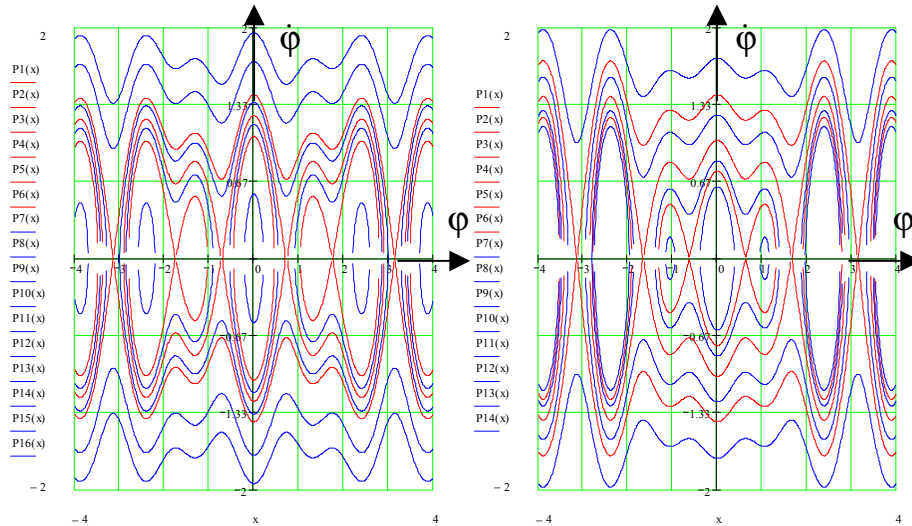 2
P1(x)
P2(x)
P3(x)
P4(x)
P5(x)
P6(x)
P7(x)
P8(x)
P9(x)
P10(x)
P11(x)
P12(x)
P13(x)
P14(x)
P15(x)
P16(x)
− 2
2
φ̇
1.33
0.67
φ
−4 −3 −2 −1 0 1 2 3 4
−0.67
−1.33
−2
− 4 x 4
2
P1(x)
P2(x)
P3(x)
P4(x)
P5(x)
P6(x)
P7(x)
P8(x)
P9(x)
P10(x)
P11(x)
P12(x)
P13(x)
P14(x)
− 2
2
φ̇
1.33
0.67
φ
−4 −3 −2 −1 0 1 2 3 4
−0.67
−1.33
−2
− 4 x 4